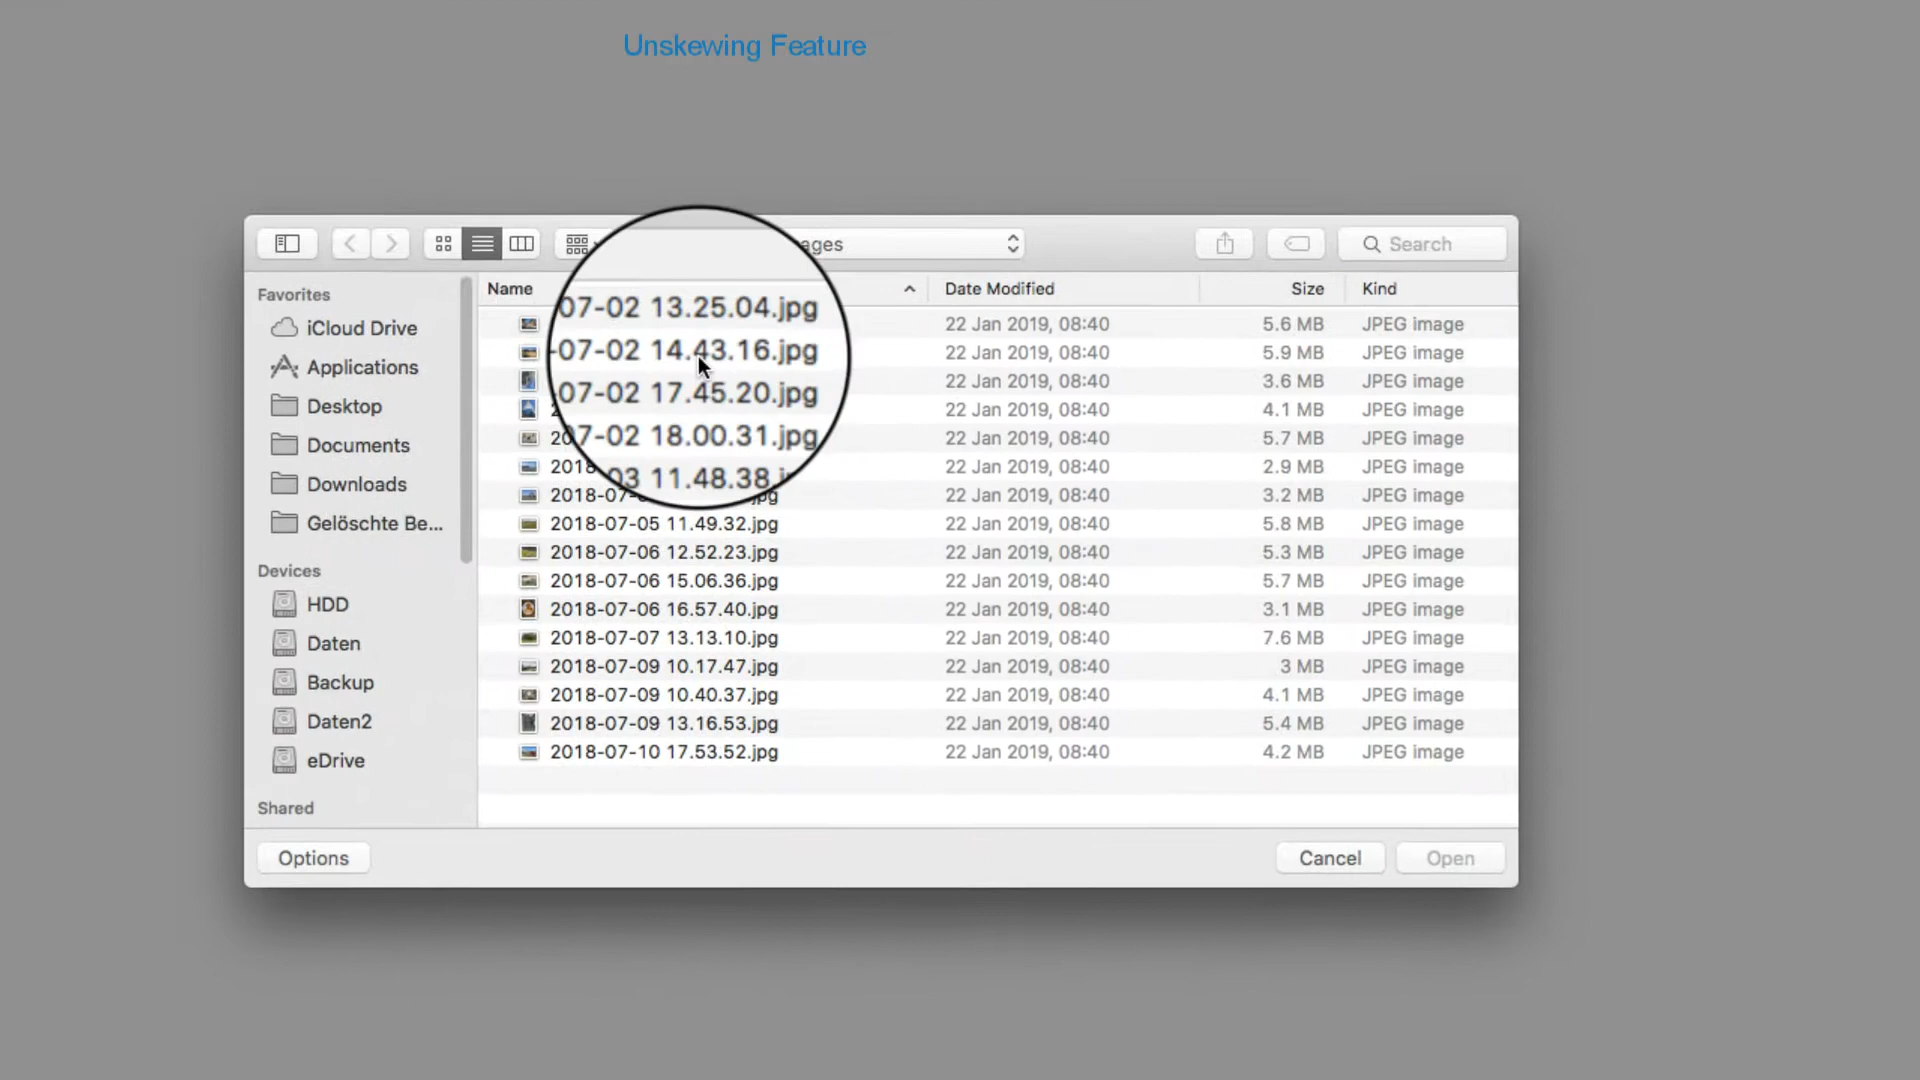 Unskewing Feature
ages
Search
Name
Date Modified
Size
Kind
Favorites
iCloud Drive
Applications
Desktop
Documents
Downloads
Gelöschte Be...
Devices
HDD
Daten
Backup
Daten2
eDrive
Shared
07-02 13.25.04.jpg
-07-02 14.43.16.jpg
-07-02 17.45.20.jpg
07-02 18.00.31.jpg
03 11.48.38.j
22 Jan 2019, 08:40 5.6 MB JPEG image
22 Jan 2019, 08:40 5.9 MB JPEG image
22 Jan 2019, 08:40 3.6 MB JPEG image
22 Jan 2019, 08:40 4.1 MB JPEG image
20 22 Jan 2019, 08:40 5.7 MB JPEG image
2018 22 Jan 2019, 08:40 2.9 MB JPEG image
2018-07- pg 22 Jan 2019, 08:40 3.2 MB JPEG image
2018-07-05 11.49.32.jpg 22 Jan 2019, 08:40 5.8 MB JPEG image
2018-07-06 12.52.23.jpg 22 Jan 2019, 08:40 5.3 MB JPEG image
2018-07-06 15.06.36.jpg 22 Jan 2019, 08:40 5.7 MB JPEG image
2018-07-06 16.57.40.jpg 22 Jan 2019, 08:40 3.1 MB JPEG image
2018-07-07 13.13.10.jpg 22 Jan 2019, 08:40 7.6 MB JPEG image
2018-07-09 10.17.47.jpg 22 Jan 2019, 08:40 3 MB JPEG image
2018-07-09 10.40.37.jpg 22 Jan 2019, 08:40 4.1 MB JPEG image
2018-07-09 13.16.53.jpg 22 Jan 2019, 08:40 5.4 MB JPEG image
2018-07-10 17.53.52.jpg 22 Jan 2019, 08:40 4.2 MB JPEG image
Options
Cancel
Open